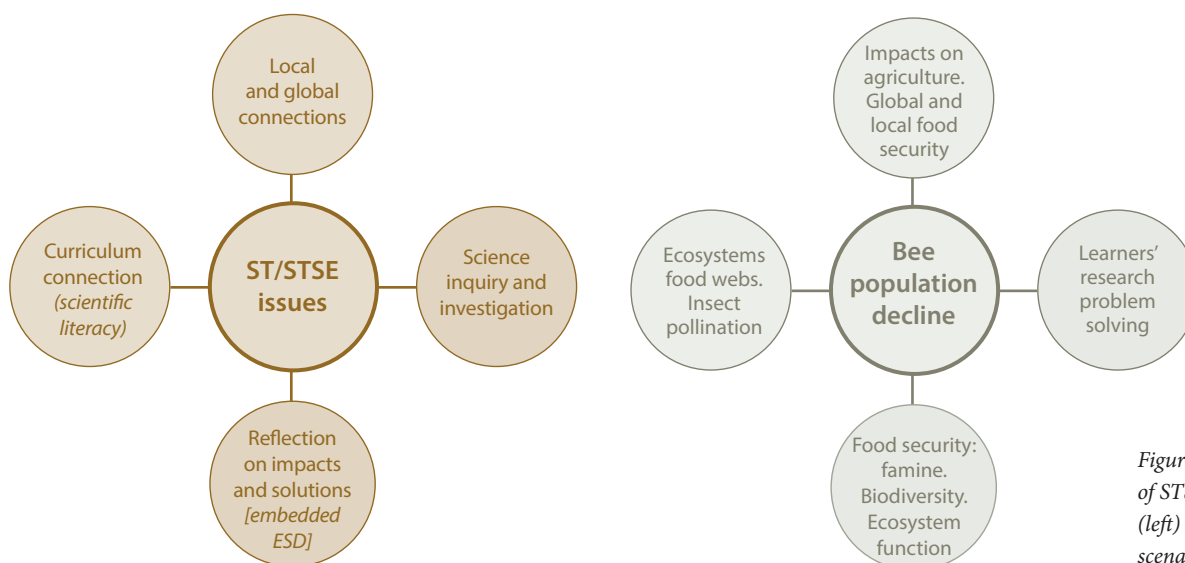 Local
and global
connections
Curriculum
connection
(scientific
literacy)
ST/STSE
issues
Science
inquiry and
investigation
Reflection
on impacts
and solutions
[embedded
ESD]
Impacts on
agriculture.
Global and
local food
security
Ecosystems
food webs.
Insect
pollination
Bee
population
decline
Learners'
research
problem
solving
Food security:
famine.
Biodiversity.
Ecosystem
function
(left)